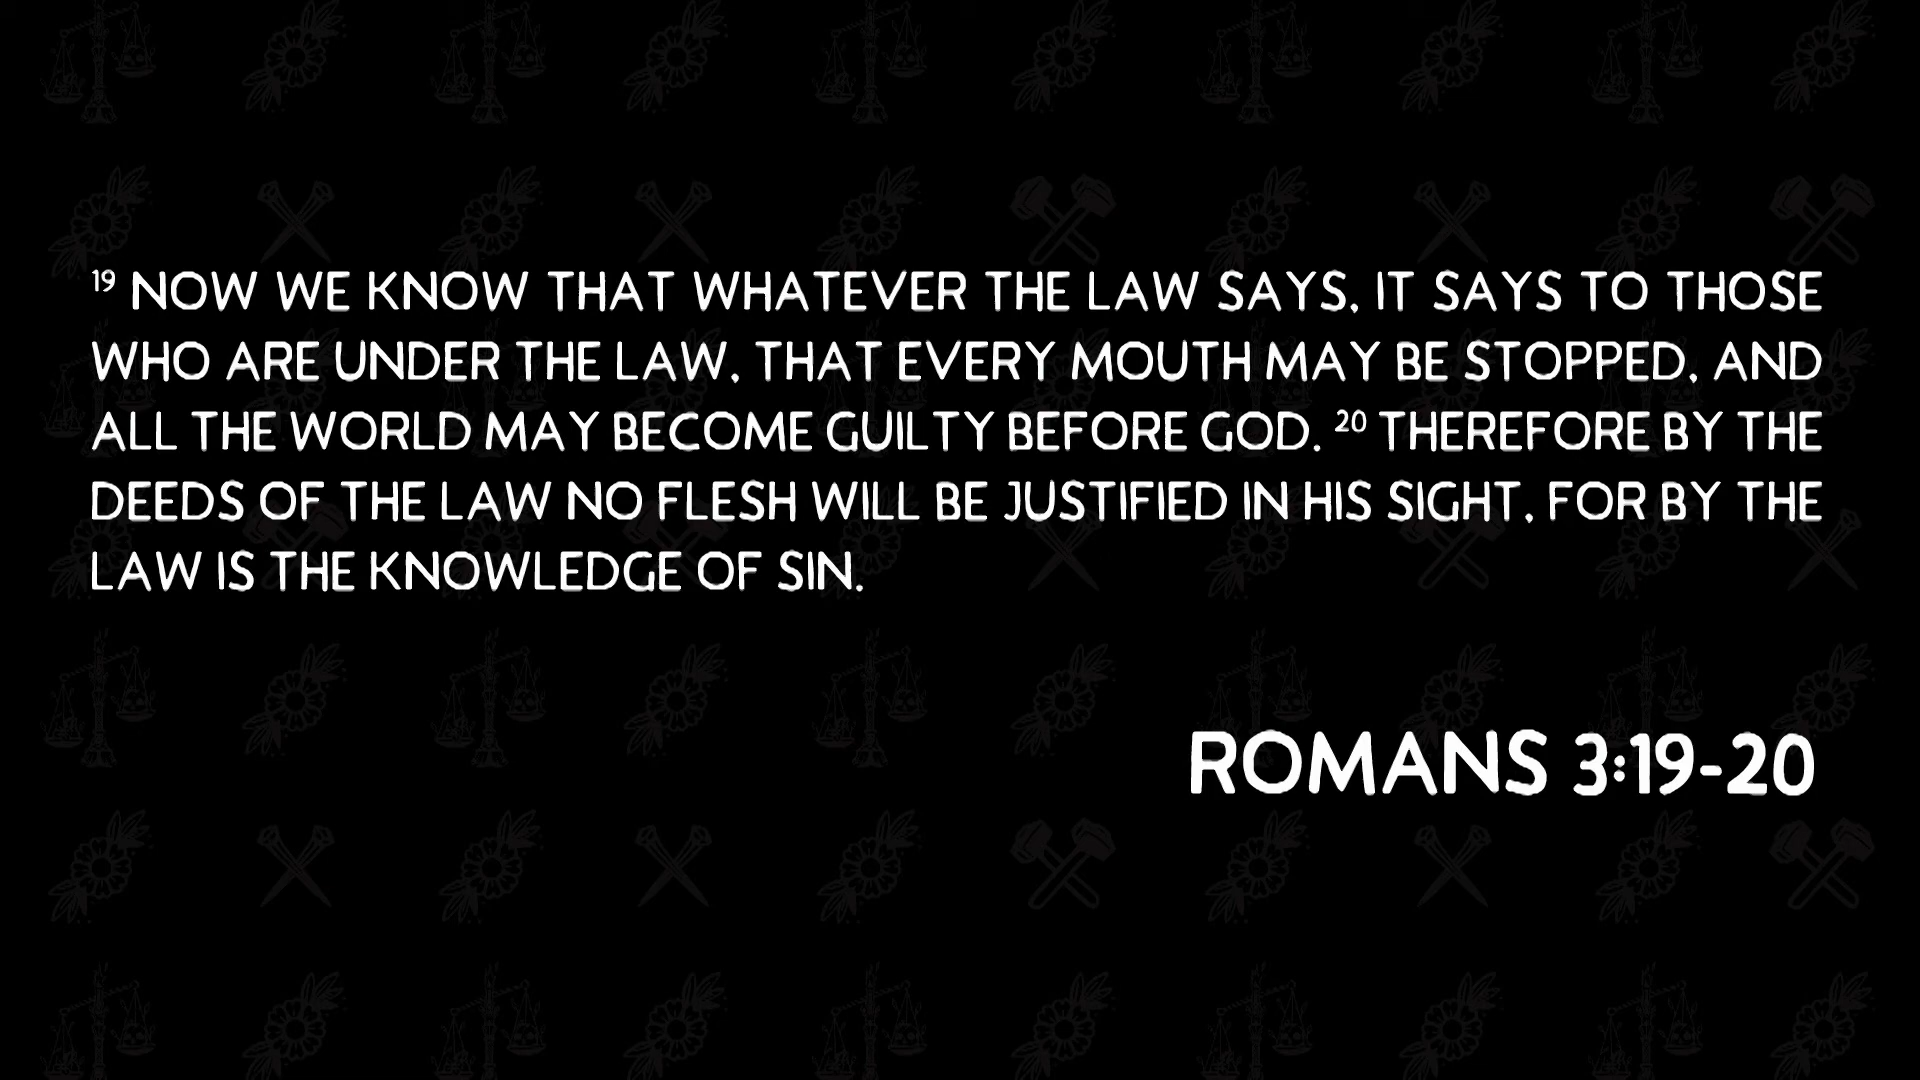 19 NOW WE KNOW THAT WHATEVER THE LAW SAYS, IT SAYS TO THOSE
WHO ARE UNDER THE LAW, THAT EVERY MOUTH MAY BE STOPPED, AND
ALL THE WORLD MAY BECOME GUILTY BEFORE GOD. 20 THEREFORE BY THE
DEEDS OF THE LAW NO FLESH WILL BE JUSTIFIED IN HIS SIGHT, FOR BY THE
LAW IS THE KNOWLEDGE OF SIN.
ROMANS 3:19-20